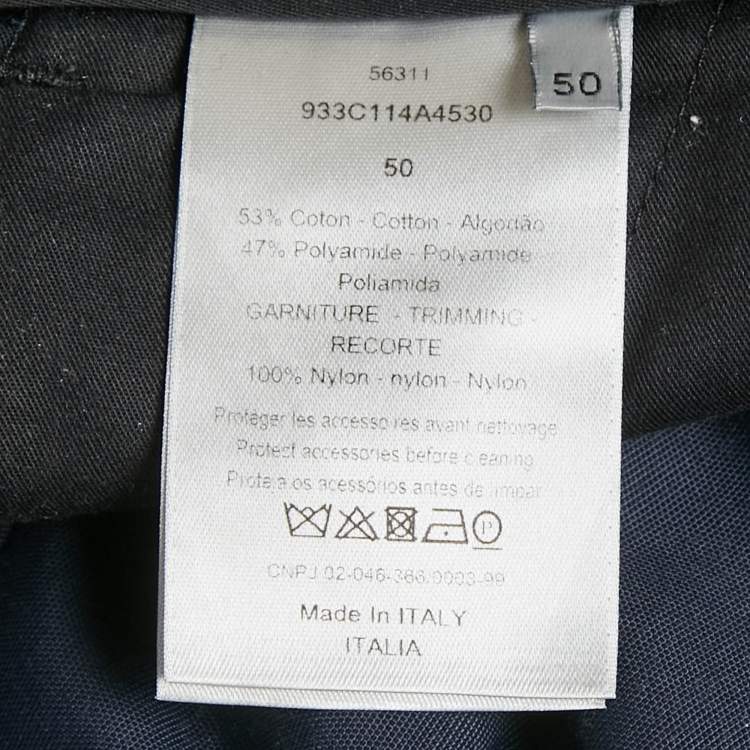 50
56311
933C114A4530
50
53% Coton - Cotton - Algodão
47% Polyamide - Polyamide
Poliamida
GARNITURE - TRIMMING -
RECORTE
100% Nylon - nylon - Nylon
Protéger les accessoires avant nettoyage
Protect accessories before cleaning
Proteja os acessórios antes de limpar
P
CNPJ 02-046-386.0003-99
Made In ITALY
ITALIA